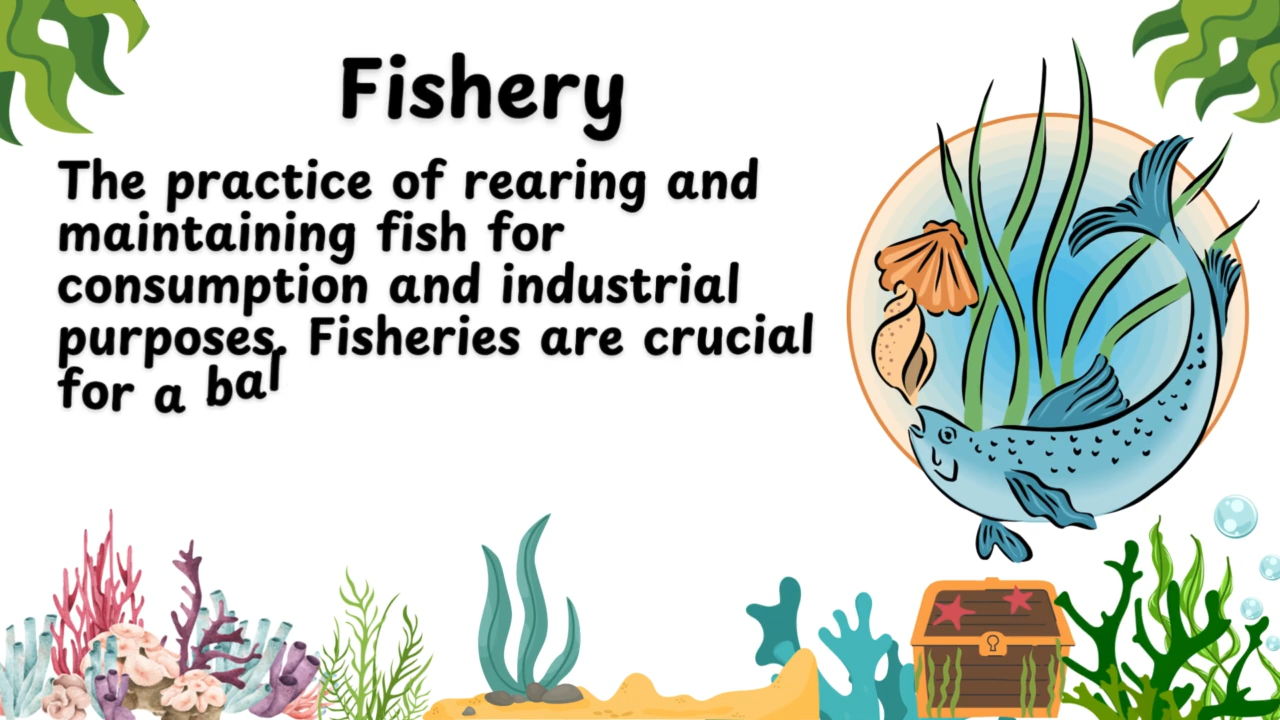 Fishery
The practice of rearing and
maintaining fish for
consumption and industrial
purposes. Fisheries are crucial
for a bal